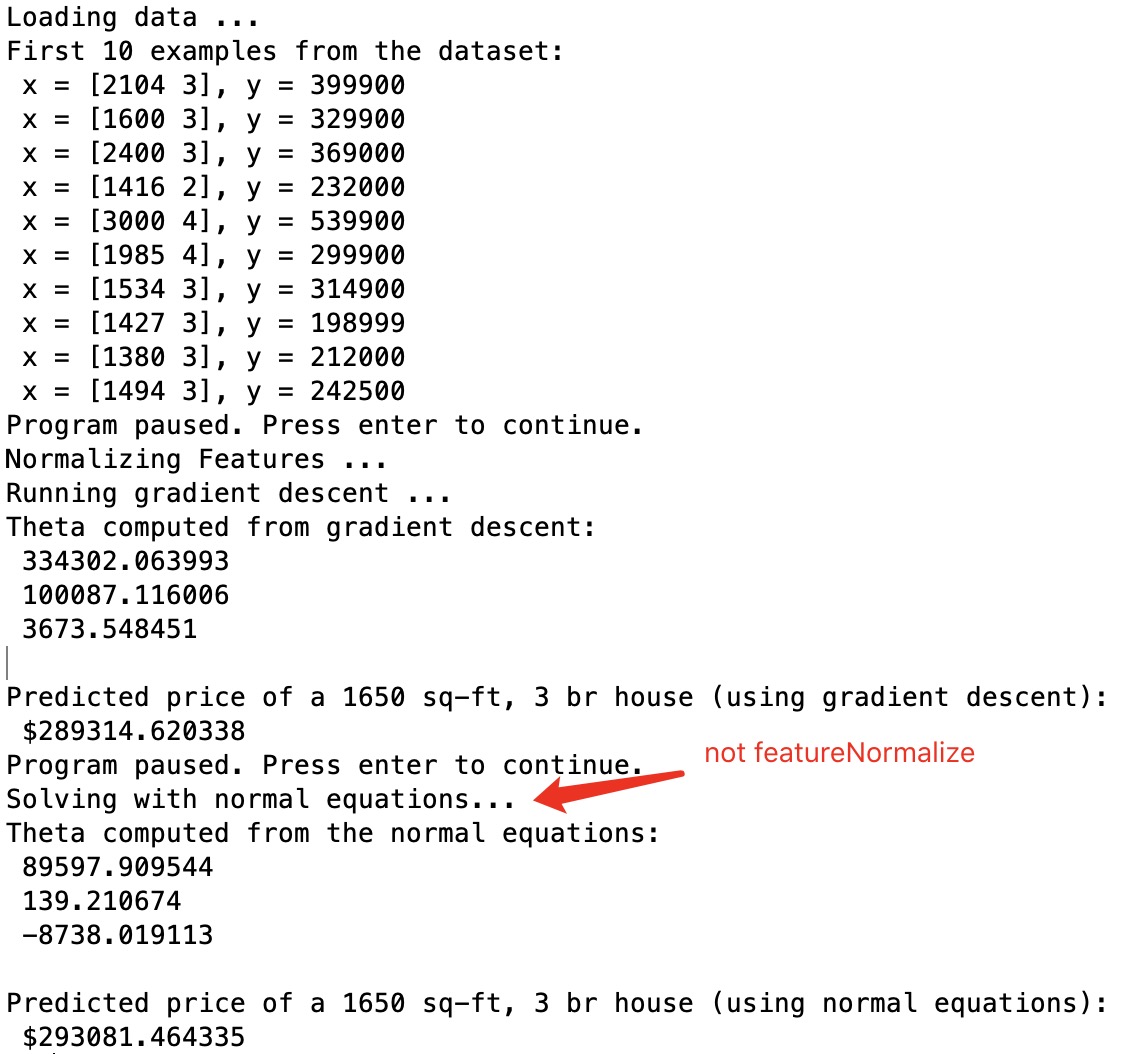 Loading data ...
First 10 examples from the dataset:
x = [2104 3], y = 399900
x = [1600 3], y = 329900
x = [2400 3], y = 369000
x = [1416 2], y = 232000
x = [3000 4], y = 539900
x = [1985 4], y = 299900
x = [1534 3], y = 314900
x = [1427 3], y = 198999
x = [1380 3], y = 212000
x = [1494 3], y = 242500
Program paused. Press enter to continue.
Normalizing Features ...
Running gradient descent ...
Theta computed from gradient descent:
334302.063993
100087.116006
3673.548451
Predicted price of a 1650 sq-ft, 3 br house (using gradient descent):
$289314.620338
not featureNormalize
Program paused. Press enter to continue.
Solving with normal equations...
Theta computed from the normal equations:
89597.909544
139.210674
-8738.019113
Predicted price of a 1650 sq-ft, 3 br house (using normal equations):
$293081.464335